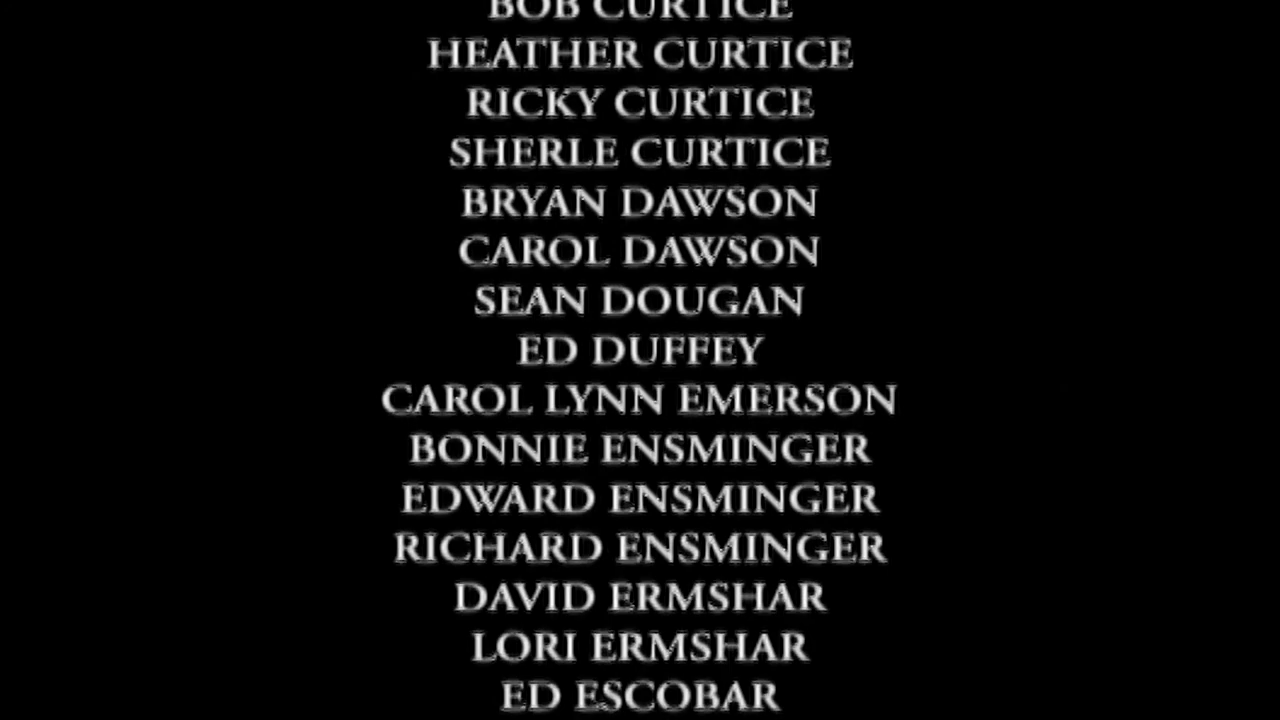 BOB CURTICE
HEATHER CURTICE
RICKY CURTICE
SHERLE CURTICE
BRYAN DAWSON
CAROL DAWSON
SEAN DOUGAN
ED DUFFEY
CAROL LYNN EMERSON
BONNIE ENSMINGER
EDWARD ENSMINGER
RICHARD ENSMINGER
DAVID ERMSHAR
LORI ERMSHAR
ED ESCOBAR